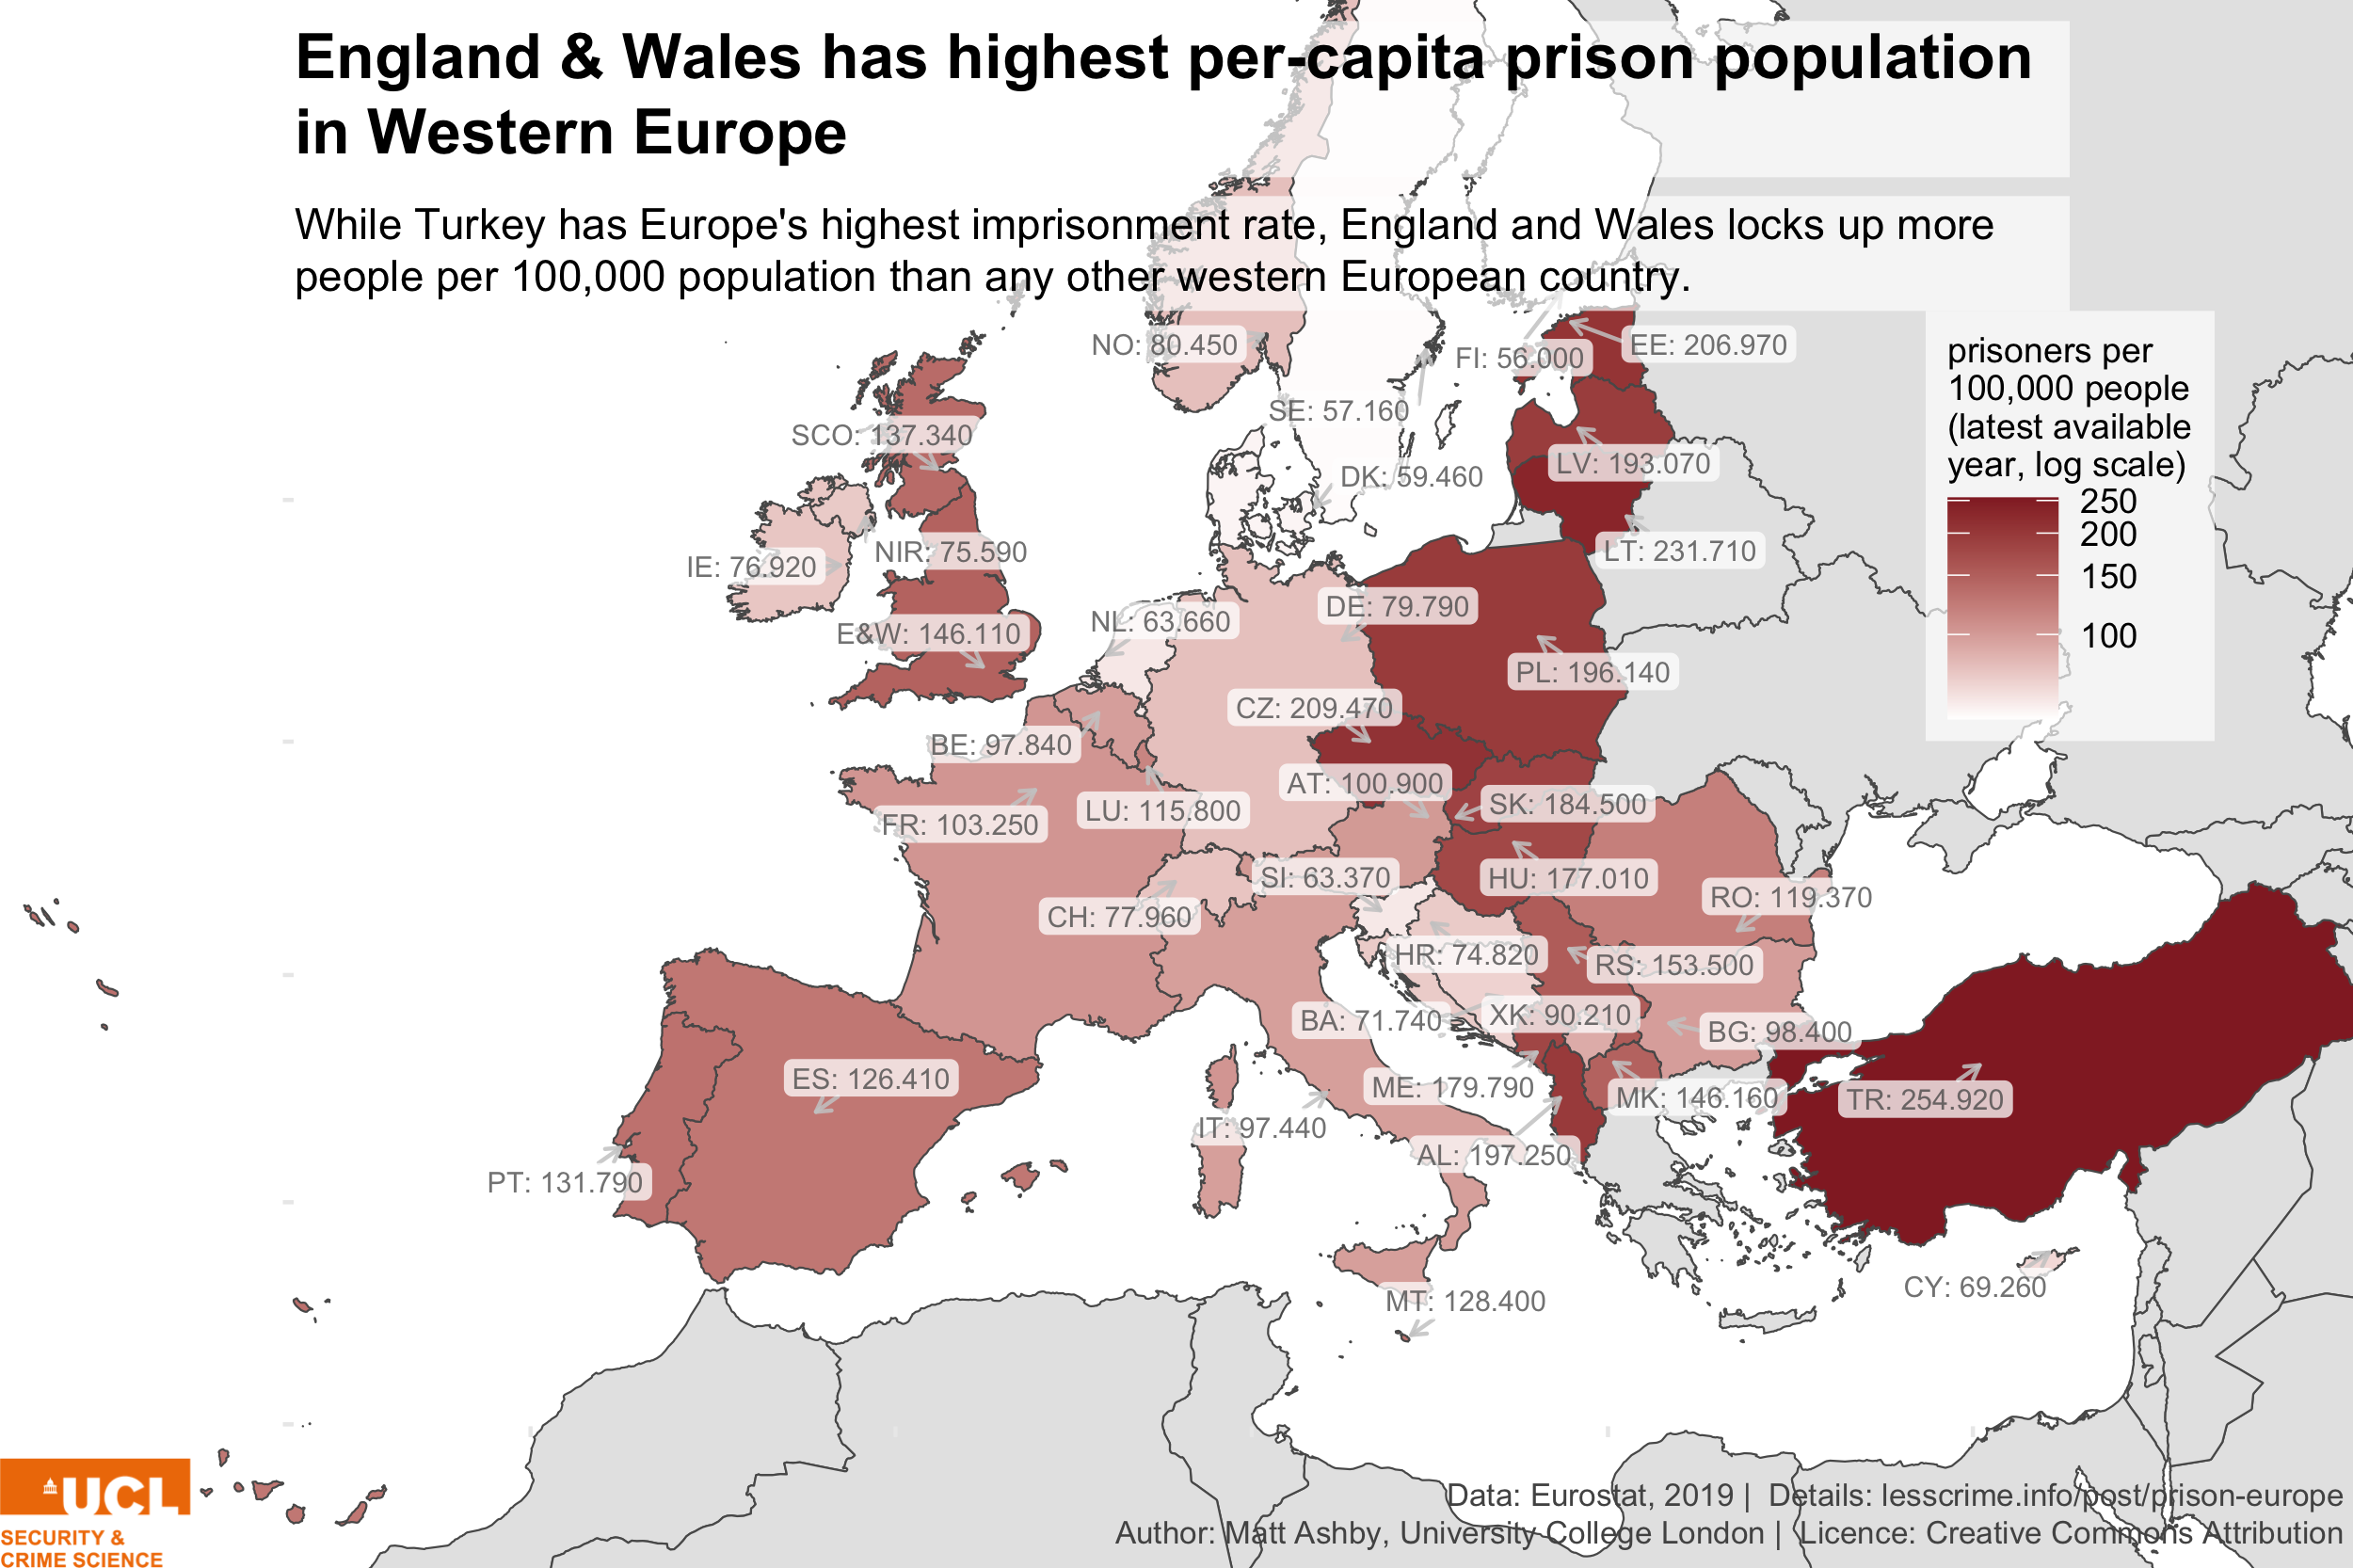 England & Wales has highest per-capita prison population
in Western Europe
While Turkey has Europe's highest imprisonment rate, England and Wales locks up more
people per 100,000 population than any other western European country.
prisoners per
100,000 people
(latest available
year, log scale)
250
200
150
100
NO: 80.450
FI: 56.000
EE: 206.970
SE: 57.160
SCO: 137.340
LV: 193.070
DK: 59.460
NIR: 75.590
LT: 231.710
IE: 76.920
DE: 79.790
NL: 63.660
E&W: 146.110
PL: 196.140
CZ: 209.470
BE: 97.840
AT: 100.900
SK: 184.500
LU: 115.800
FR: 103.250
SI: 63.370
HU: 177.010
RO: 119.370
CH: 77.960
HR: 74.820
RS: 153.500
XK: 90.210
BA: 71.740
BG: 98.400
ES: 126.410
ME: 179.790
MK: 146.160
TR: 254.920
IT: 97.440
AL: 197.250
PT: 131.790
CY: 69.260
MT: 128.400
UCL
SECURITY &
CRIME SCIENCE
Data: Eurostat, 2019 | Details: lesscrime.info/post/prison-europe
Author: Matt Ashby, University College London | Licence: Creative Commons Attribution